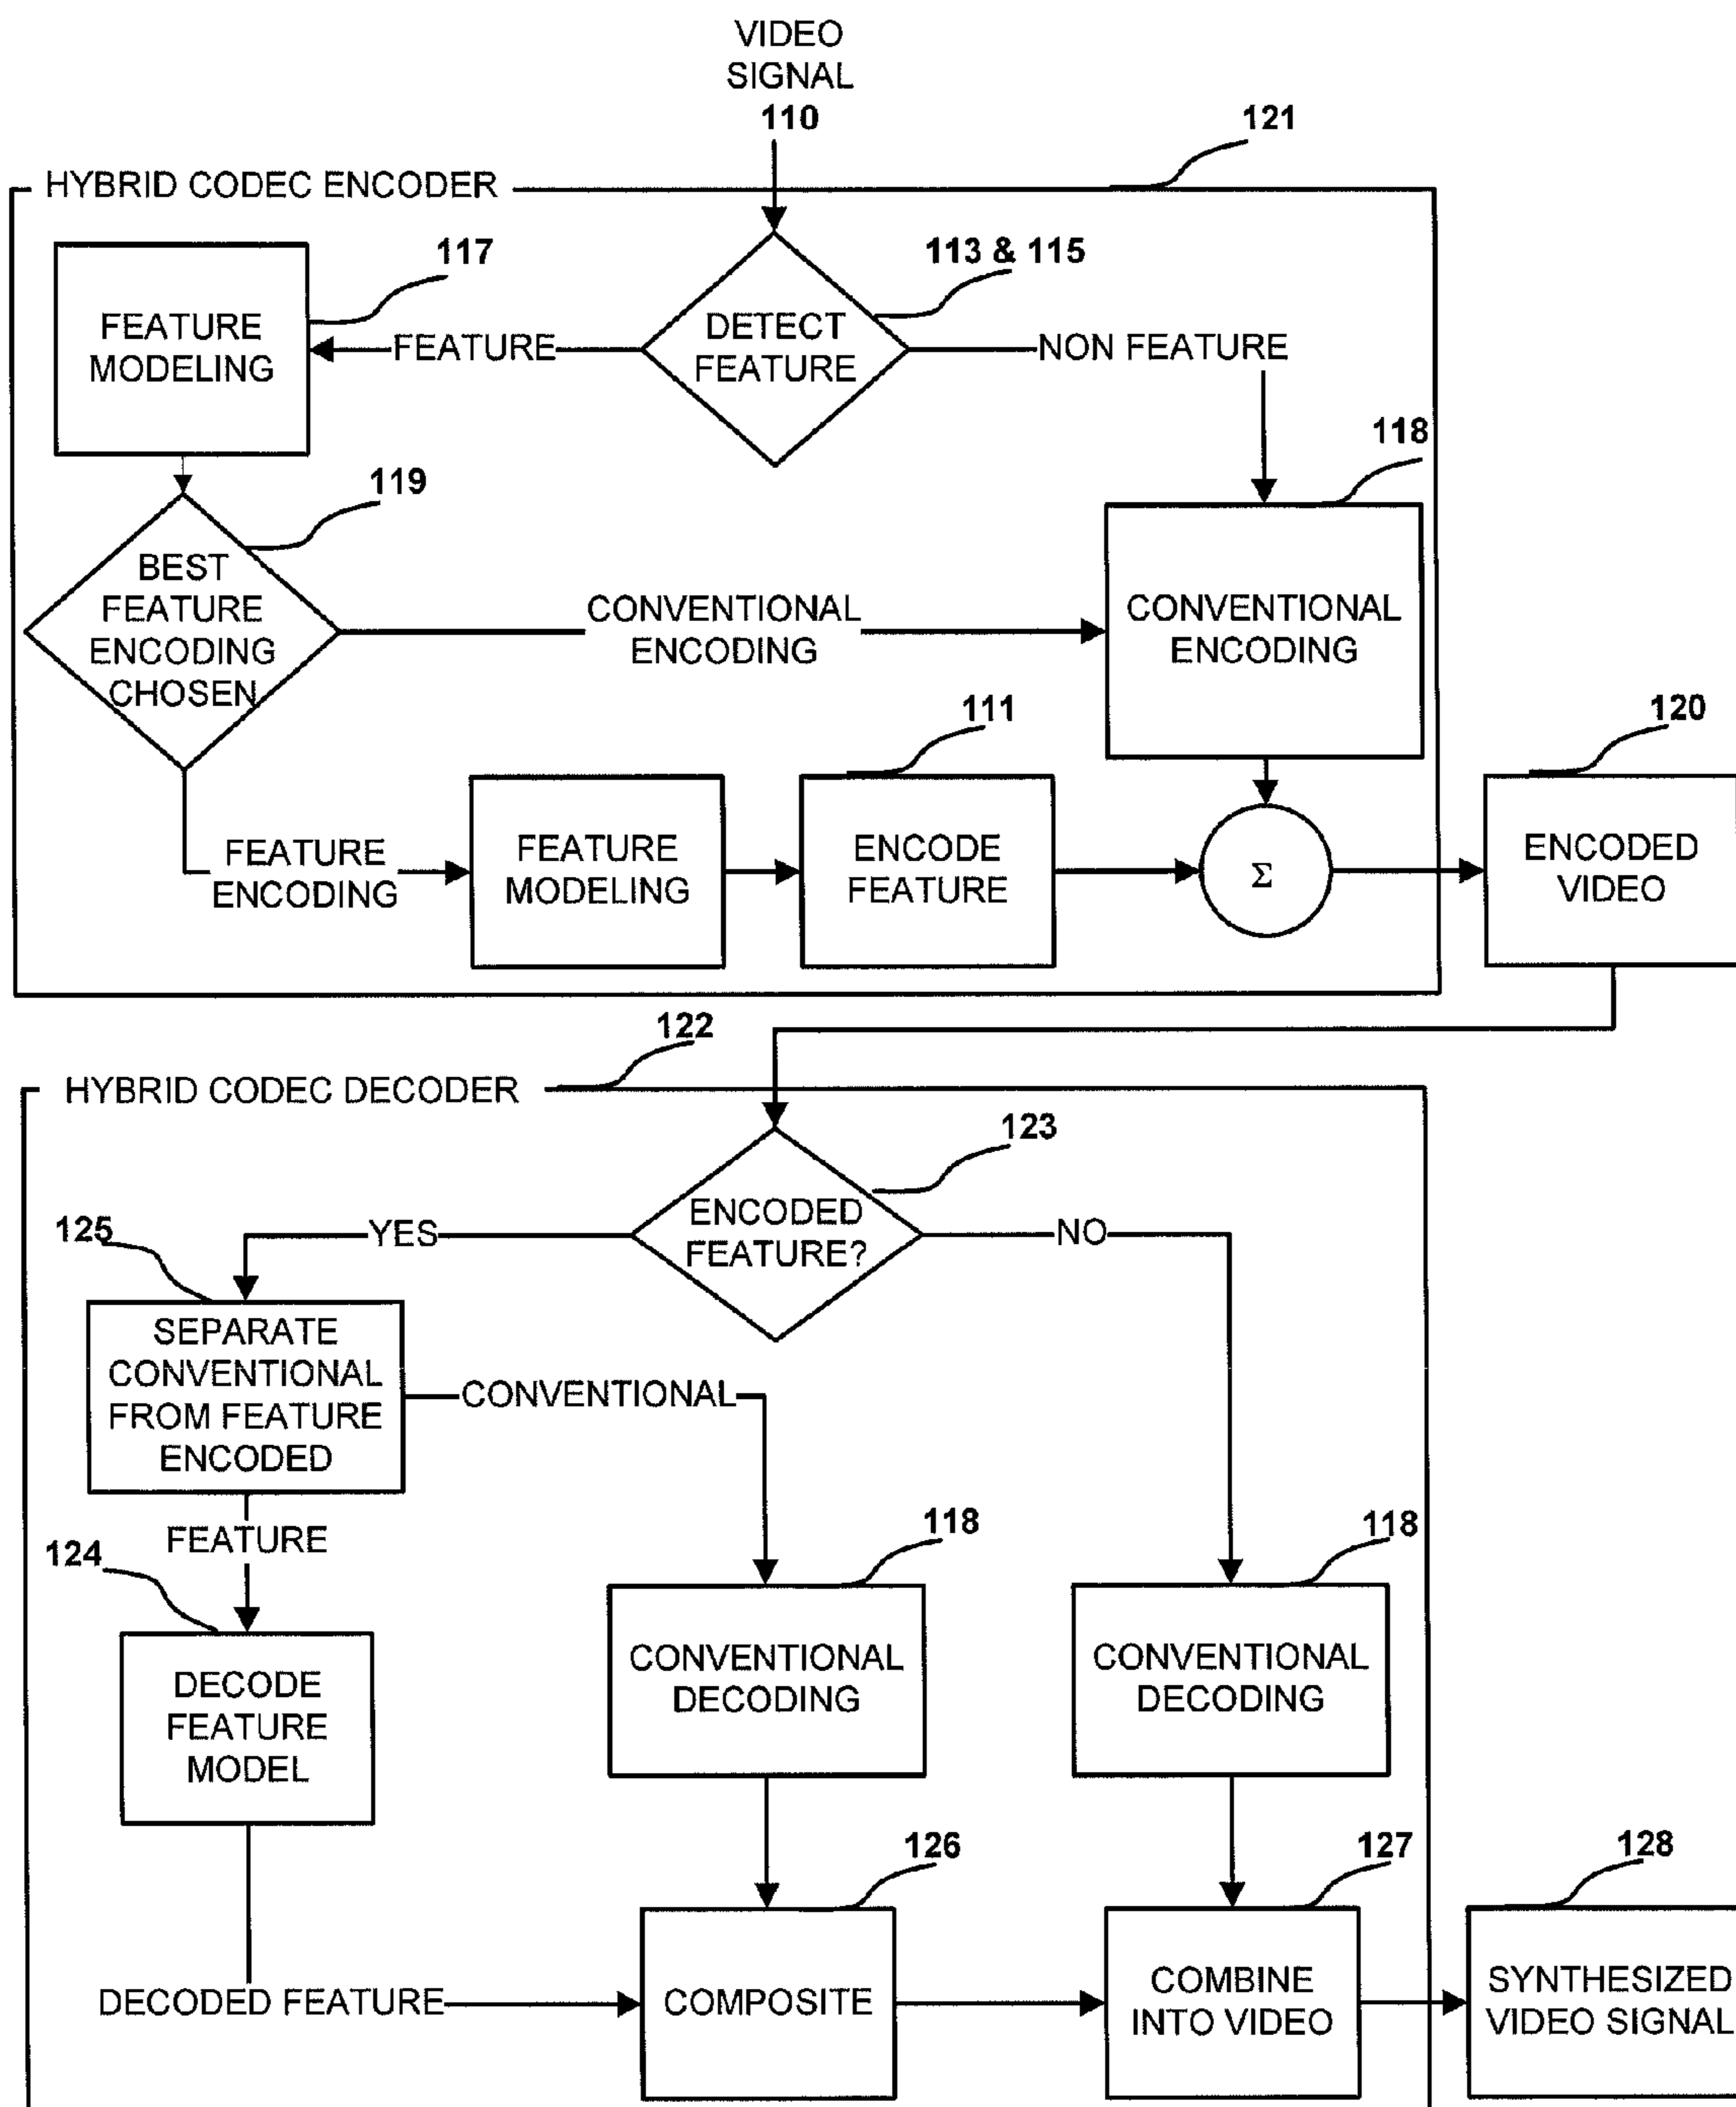 VIDEO
SIGNAL
110
121
HYBRID CODEC ENCODER
117
113 & 115
FEATURE
MODELING
FEATURE
DETECT
FEATURE
NON FEATURE
118
119
BEST
FEATURE
ENCODING
CHOSEN
CONVENTIONAL
ENCODING
CONVENTIONAL
ENCODING
111
120
FEATURE
ENCODING
FEATURE
MODELING
ENCODE
FEATURE
Σ
ENCODED
VIDEO
122
HYBRID CODEC DECODER
123
ENCODED
FEATURE?
125
YES
NO
SEPARATE
CONVENTIONAL
FROM FEATURE
ENCODED
CONVENTIONAL
FEATURE
124
118
118
DECODE
FEATURE
MODEL
CONVENTIONAL
DECODING
CONVENTIONAL
DECODING
126
127
128
DECODED FEATURE
COMPOSITE
COMBINE
INTO VIDEO
SYNTHESIZED
VIDEO SIGNAL